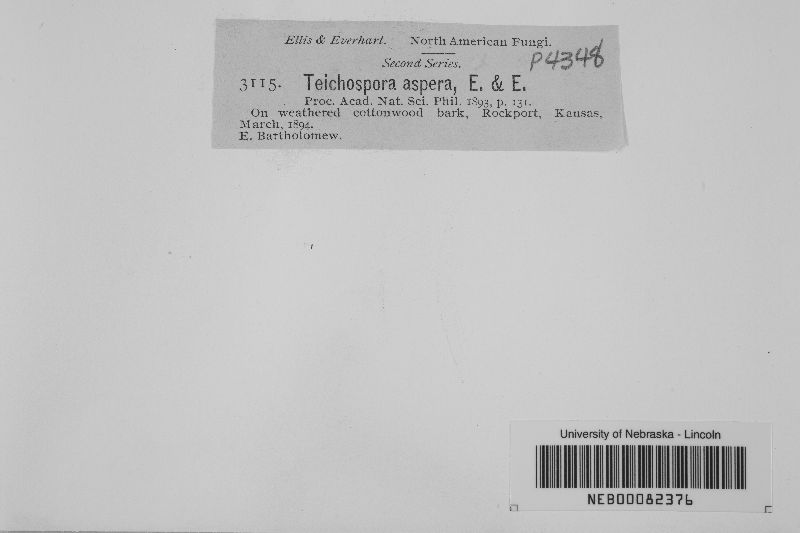 Ellis & Everhart. North American Fungi.
Second Series.
P4348
3115. Teichospora aspera, E. & E.
Proc. Acad. Nat. Sci. Phil. 1893, p. 131.
On weathered cottonwood bark, Rockport, Kansas,
March, 1894.
E. Bartholomew.
University of Nebraska - Lincoln
NEB00082376